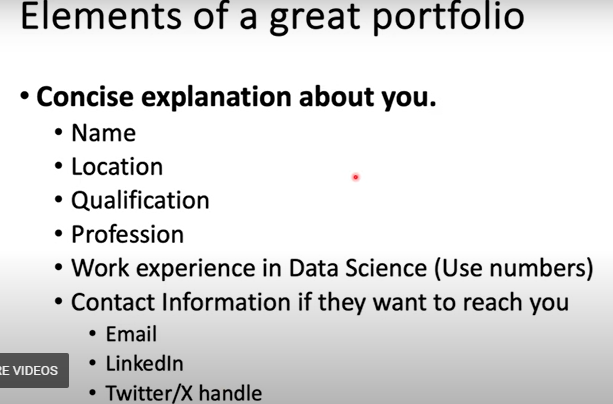 Elements of a great portfolio
• Concise explanation about you.
• Name
• Location
• Qualification
• Profession
• Work experience in Data Science (Use numbers)
• Contact Information if they want to reach you
• Email
• LinkedIn
RE VIDEOS
• Twitter/X handle